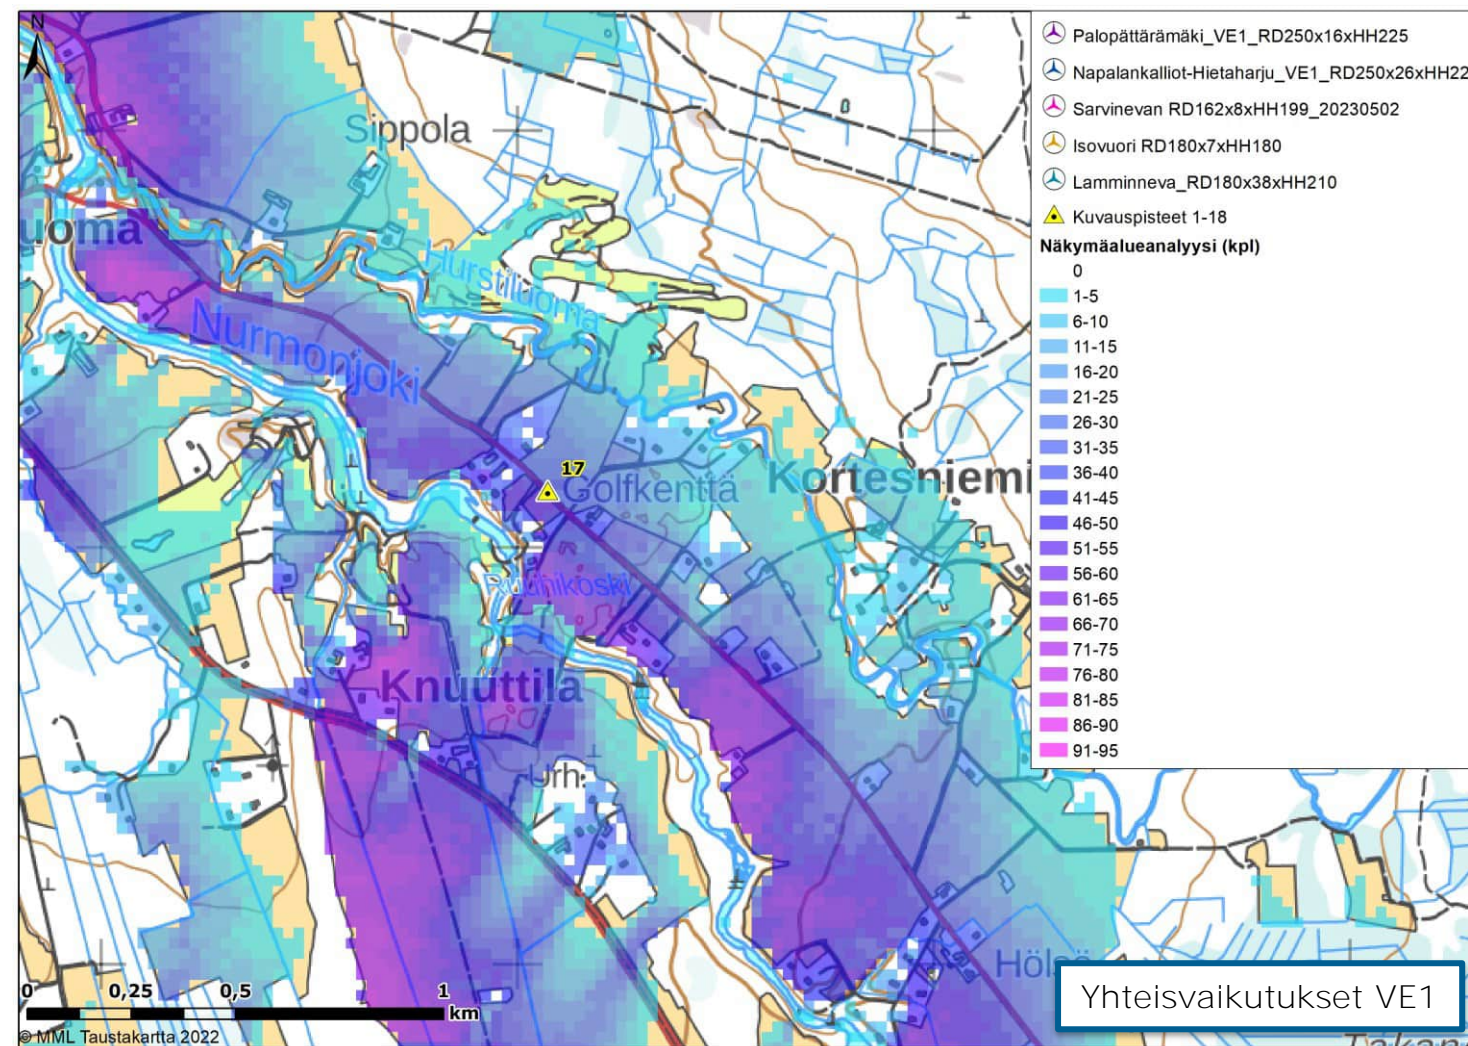 N
Palopättärämäki_VE1_RD250x16xHH225
Napalankalliot-Hietaharju_VE1_RD250x26xHH22
Sarvinevan RD162x8xHH199_20230502
Isovuori RD180x7xHH180
Lamminneva_RD180x38xHH210
Kuvauspisteet 1-18
Näkymäalueanalyysi (kpl)
0
1-5
6-10
11-15
16-20
21-25
26-30
31-35
36-40
41-45
46-50
51-55
56-60
61-65
66-70
71-75
76-80
81-85
86-90
91-95
Sippola
uoma
Hurstiluoma
Nurmonjoki
17
Golfkenttä
Kortesniemi
Ruuhikoski
Knuuttila
Urh.
Hölsö
Yhteisvaikutukset VE1
0 0,25 0,5 1
km
© MML Taustakartta 2022